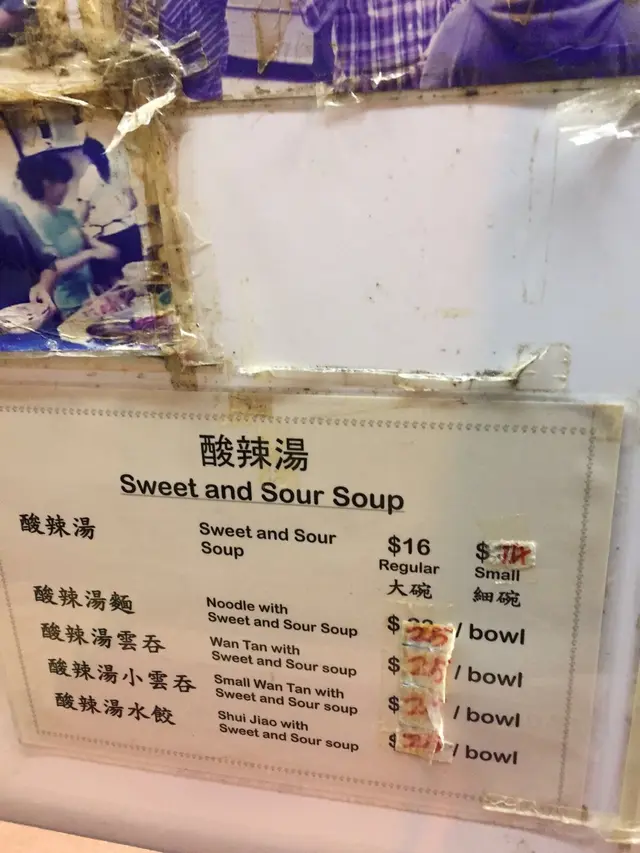 酸辣湯
Sweet and Sour Soup
酸辣湯 Sweet and Sour Soup $16 Regular 大碗 $ Small 細碗
酸辣湯麵 Noodle with Sweet and Sour Soup $ 25 / bowl
酸辣湯雲吞 Wan Tan with Sweet and Sour soup $ 25 / bowl
酸辣湯小雲吞 Small Wan Tan with Sweet and Sour soup $ / bowl
酸辣湯水餃 Shui Jiao with Sweet and Sour soup $ / bowl